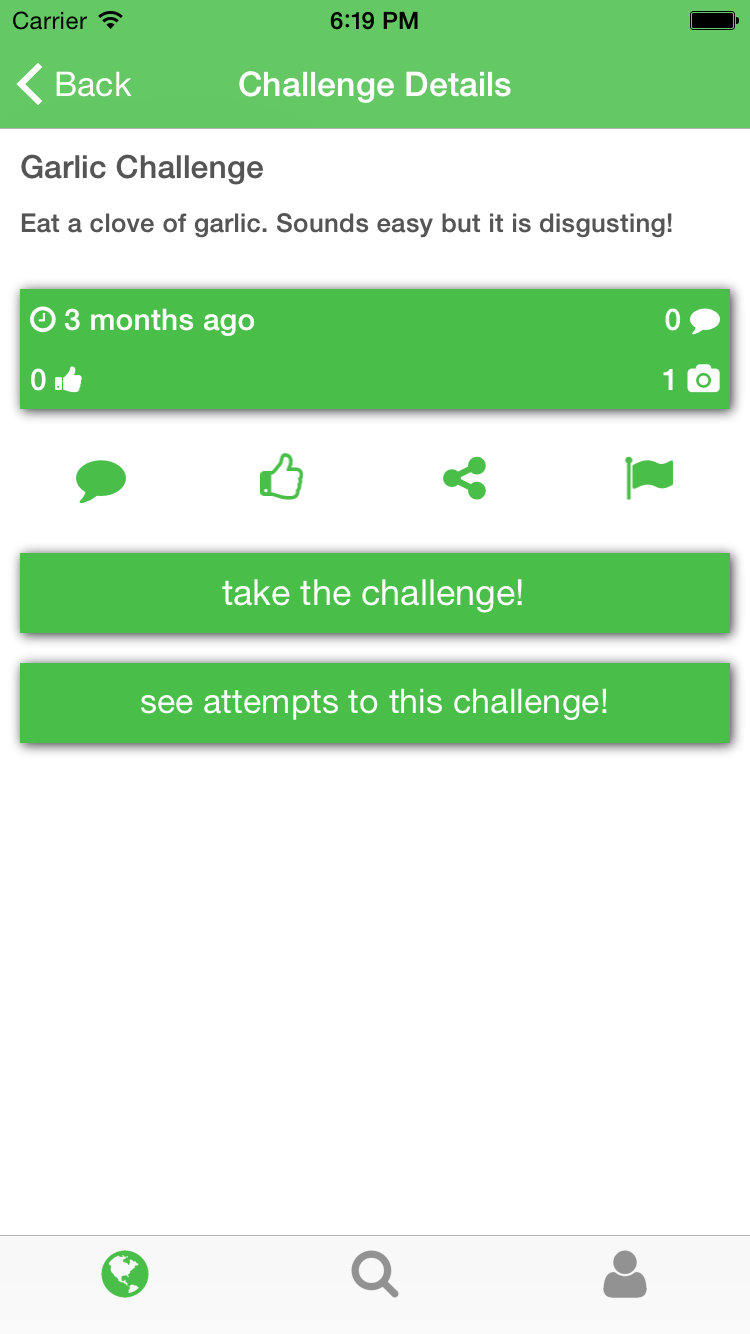 Carrier 6:19 PM
Back Challenge Details
Garlic Challenge
Eat a clove of garlic. Sounds easy but it is disgusting!
3 months ago 0
0 1
take the challenge!
see attempts to this challenge!